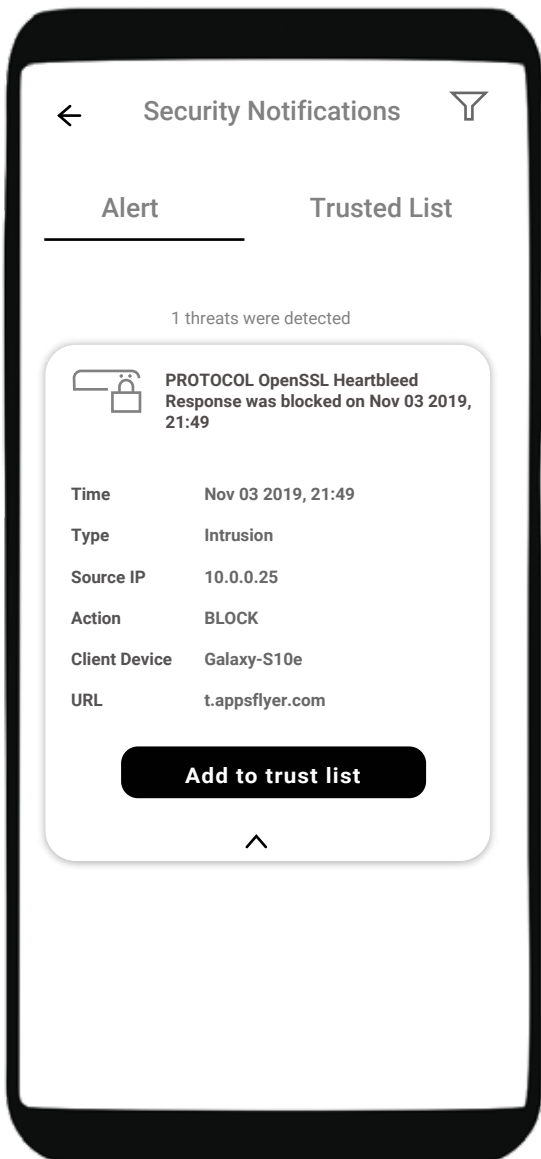 Security Notifications
Alert Trusted List
1 threats were detected
PROTOCOL OpenSSL Heartbleed
Response was blocked on Nov 03 2019,
21:49
Time Nov 03 2019, 21:49
Type Intrusion
Source IP 10.0.0.25
Action BLOCK
Client Device Galaxy-S10e
URL t.appsflyer.com
Add to trust list